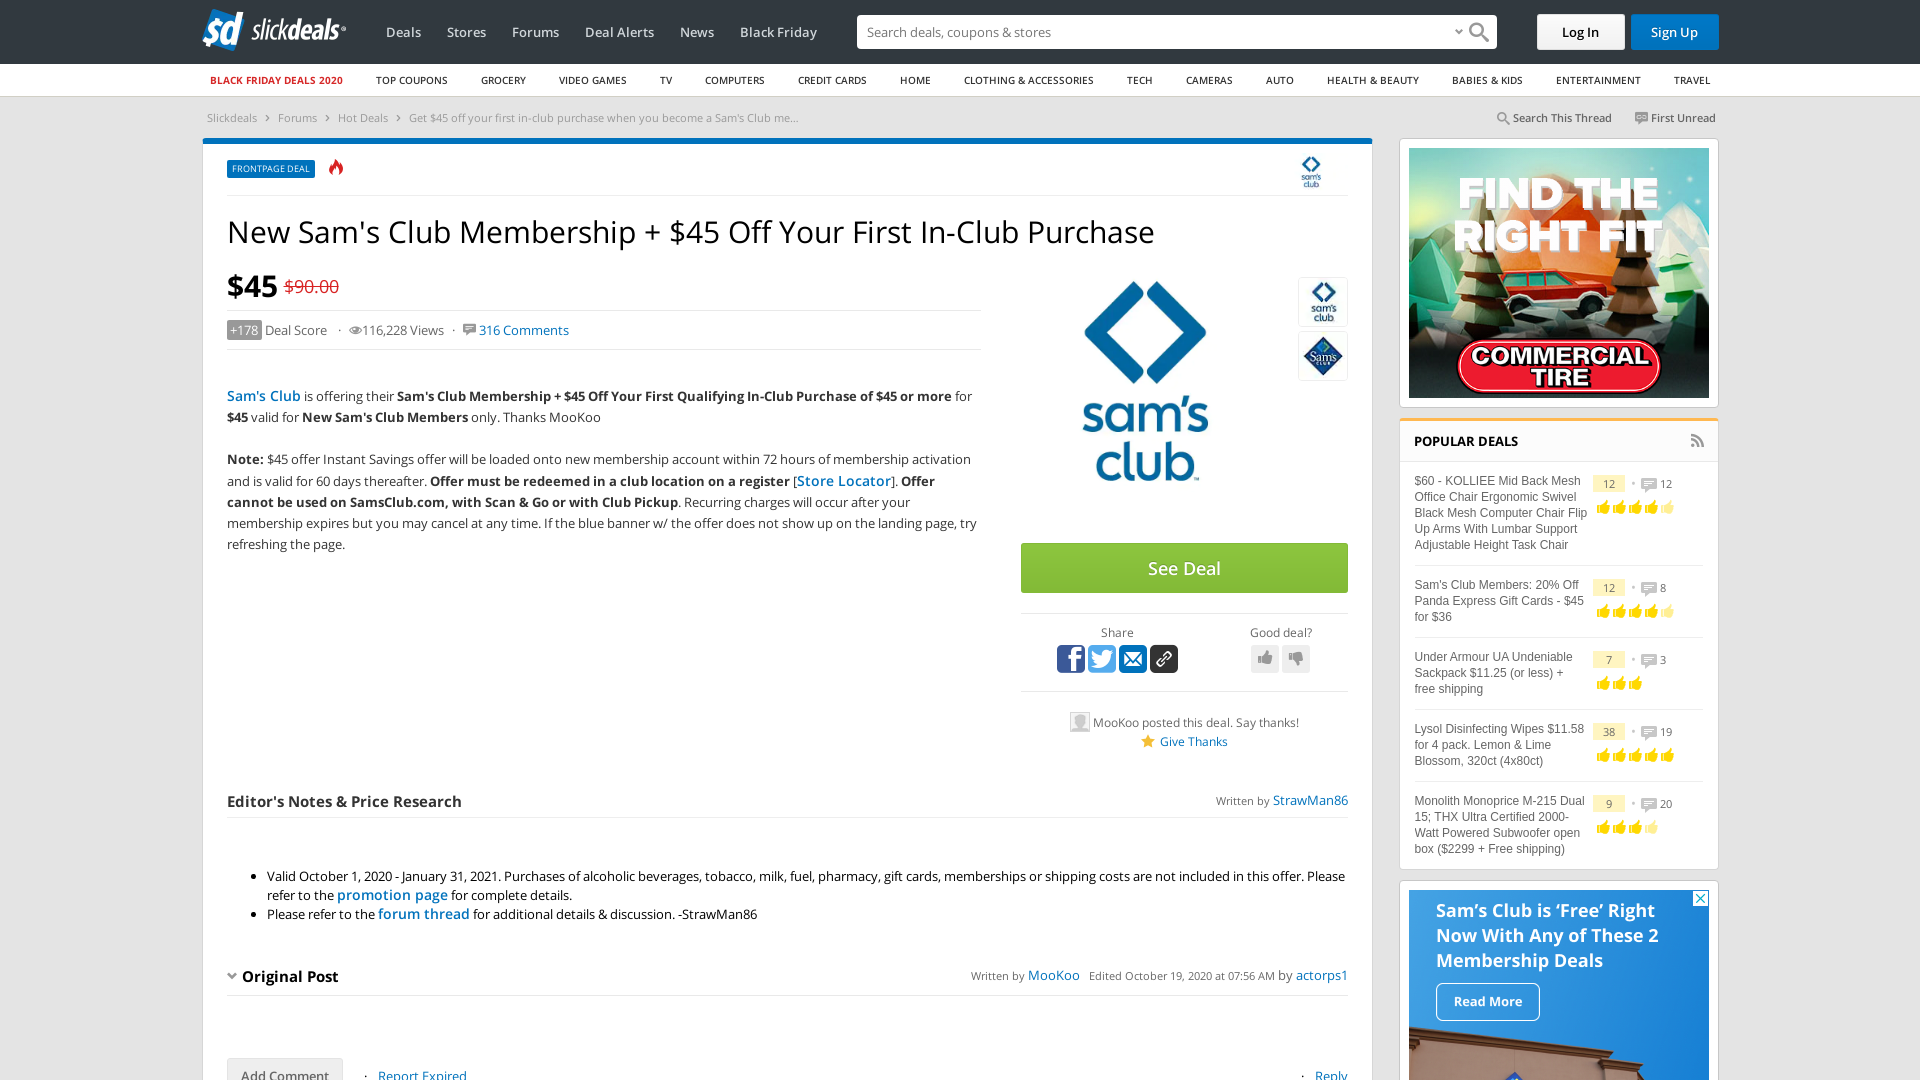 slickdeals
Deals
Stores
Forums
Deal Alerts
News
Black Friday
Search deals, coupons & stores
Log In
Sign Up
BLACK FRIDAY DEALS 2020
TOP COUPONS
GROCERY
VIDEO GAMES
TV
COMPUTERS
CREDIT CARDS
HOME
CLOTHING & ACCESSORIES
TECH
CAMERAS
AUTO
HEALTH & BEAUTY
BABIES & KIDS
ENTERTAINMENT
TRAVEL
Slickdeals › Forums › Hot Deals › Get $45 off your first in-club purchase when you become a Sam's Club me...
Search This Thread
First Unread
FRONTPAGE DEAL
sam's club
New Sam's Club Membership + $45 Off Your First In-Club Purchase
$45 $90.00
+178 Deal Score · 116,228 Views · 316 Comments
Sam's Club is offering their Sam's Club Membership + $45 Off Your First Qualifying In-Club Purchase of $45 or more for
$45 valid for New Sam's Club Members only. Thanks MooKoo
Note: $45 offer Instant Savings offer will be loaded onto new membership account within 72 hours of membership activation
and is valid for 60 days thereafter. Offer must be redeemed in a club location on a register [Store Locator]. Offer
cannot be used on SamsClub.com, with Scan & Go or with Club Pickup. Recurring charges will occur after your
membership expires but you may cancel at any time. If the blue banner w/ the offer does not show up on the landing page, try
refreshing the page.
sam's
club
sam's
club
Sam's
CLUB
See Deal
Share
Good deal?
MooKoo posted this deal. Say thanks!
Give Thanks
Editor's Notes & Price Research
Written by StrawMan86
• Valid October 1, 2020 - January 31, 2021. Purchases of alcoholic beverages, tobacco, milk, fuel, pharmacy, gift cards, memberships or shipping costs are not included in this offer. Please
refer to the promotion page for complete details.
• Please refer to the forum thread for additional details & discussion. -StrawMan86
Original Post
Written by MooKoo Edited October 19, 2020 at 07:56 AM by actorps1
Add Comment
· Report Expired
· Reply
FIND THE
RIGHT FIT
COMMERCIAL
TIRE
POPULAR DEALS
$60 - KOLLIEE Mid Back Mesh
Office Chair Ergonomic Swivel
Black Mesh Computer Chair Flip
Up Arms With Lumbar Support
Adjustable Height Task Chair
12 • 12
Sam's Club Members: 20% Off
Panda Express Gift Cards - $45
for $36
12 • 8
Under Armour UA Undeniable
Sackpack $11.25 (or less) +
free shipping
7 • 3
Lysol Disinfecting Wipes $11.58
for 4 pack. Lemon & Lime
Blossom, 320ct (4x80ct)
38 • 19
Monolith Monoprice M-215 Dual
15; THX Ultra Certified 2000-
Watt Powered Subwoofer open
box ($2299 + Free shipping)
9 • 20
Sam's Club is 'Free' Right
Now With Any of These 2
Membership Deals
Read More